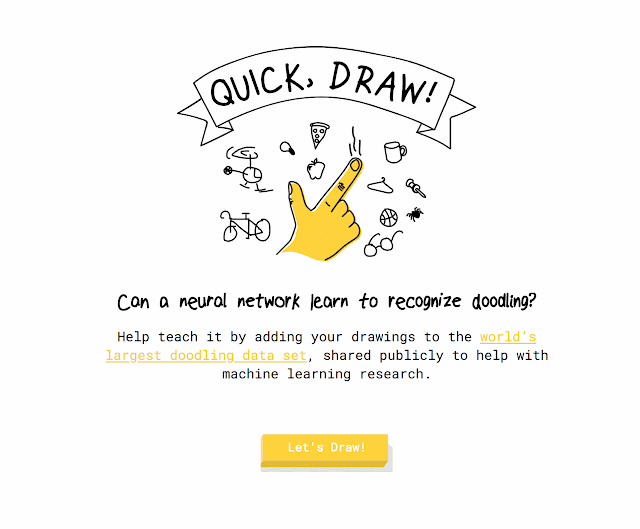 QUICK, DRAW!
Can a neural network learn to recognize doodling?
Help teach it by adding your drawings to the world's
largest doodling data set, shared publicly to help with
machine learning research.
Let's Draw!